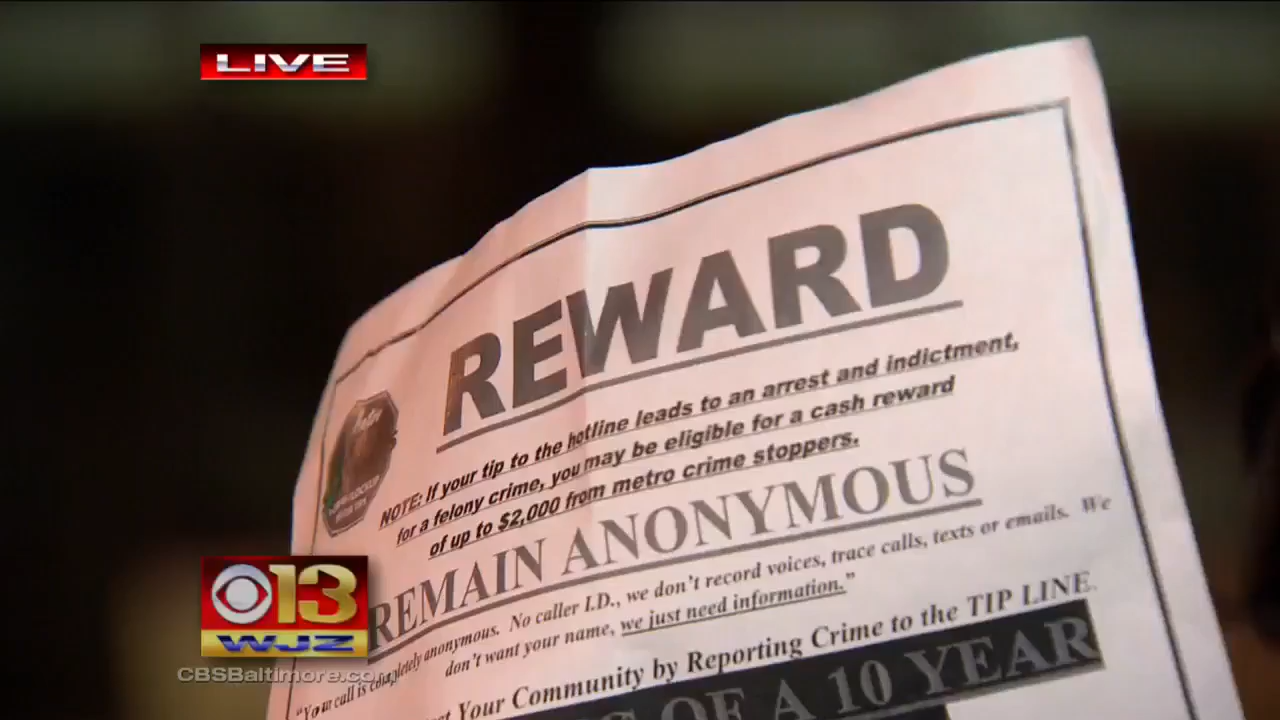 LIVE
REWARD
NOTE: If your tip to the hotline leads to an arrest and indictment,
for a felony crime, you may be eligible for a cash reward
of up to $2,000 from metro crime stoppers.
REMAIN ANONYMOUS
"Your call is completely anonymous. No caller I.D., we don't record voices, trace calls, texts or emails. We
don't want your name, we just need information."
Your Community by Reporting Crime to the TIP LINE.
OF A 10 YEAR
13
WJZ
CBSBaltimore.co